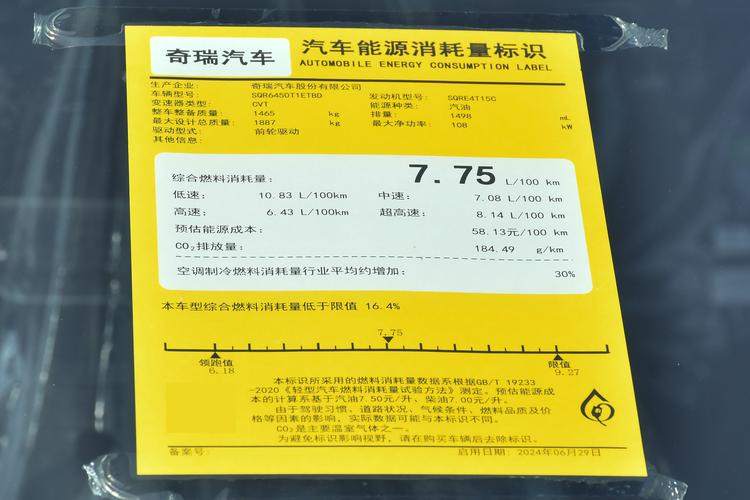 奇瑞汽车
汽车能源消耗量标识
AUTOMOBILE ENERGY CONSUMPTION LABEL
生产企业: 奇瑞汽车股份有限公司
车辆型号: SQR6450T1ETBD 发动机型号: SQRE4T15C
变速器类型: CVT 能源种类: 汽油
整车整备质量: 1465 kg 排量: 1498 mL
最大设计总质量: 1887 kg 最大净功率: 108 kW
驱动型式: 前轮驱动
其他信息:
综合燃料消耗量: 7.75 L/100 km
低速: 10.83 L/100km 中速: 7.08 L/100 km
高速: 6.43 L/100km 超高速: 8.14 L/100 km
预估能源成本: 58.13元/100 km
CO₂排放量: 184.49 g/km
空调制冷燃料消耗量行业平均约增加: 30%
本车型综合燃料消耗量低于限值 16.4%
7.75
领跑值 限值
6.18 9.27
本标识所采用的燃料消耗量数据系根据GB/T 19233
-2020《轻型汽车燃料消耗量试验方法》测定。预估能源成
本的计算系基于汽油7.50元/升、柴油7.00元/升。
由于驾驶习惯、道路状况、气候条件、燃料品质及价
格等因素的影响，实际数据可能与本标识不同。
CO₂是主要温室气体之一。
为避免标识影响视野，请在购买车辆后去除标识。
备案号: 启用日期: 2024年06月29日